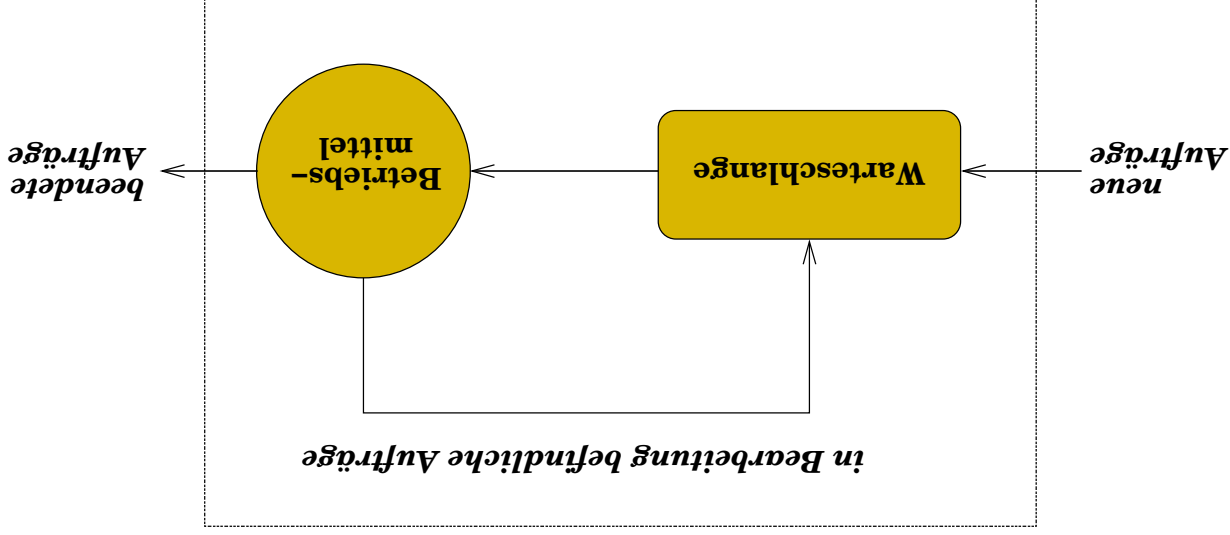 in Bearbeitung befindliche Aufträge
neue
Aufträge
Warteschlange
Betriebs-
mittel
beendete
Aufträge